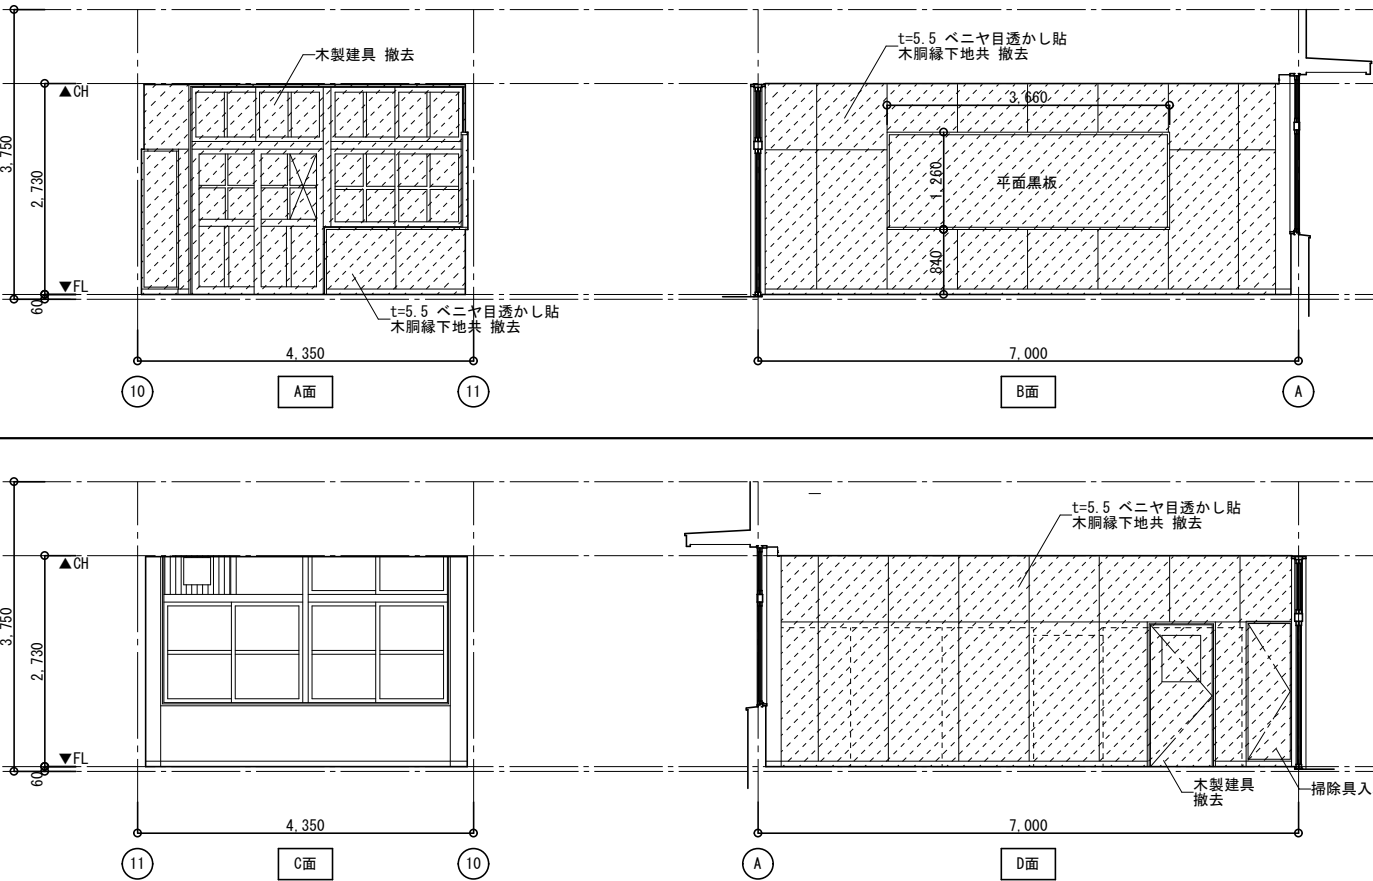 木製建具 撤去
t=5.5 ベニヤ目透かし貼
木胴縁下地共 撤去
▲CH
3,660
3,750
2,730
1,260
平面黒板
840
▼FL
60
t=5.5 ベニヤ目透かし貼
木胴縁下地共 撤去
4,350
7,000
10
A面
11
B面
A
t=5.5 ベニヤ目透かし貼
木胴縁下地共 撤去
▲CH
3,750
2,730
▼FL
60
木製建具
撤去
掃除具入
4,350
7,000
11
C面
10
A
D面